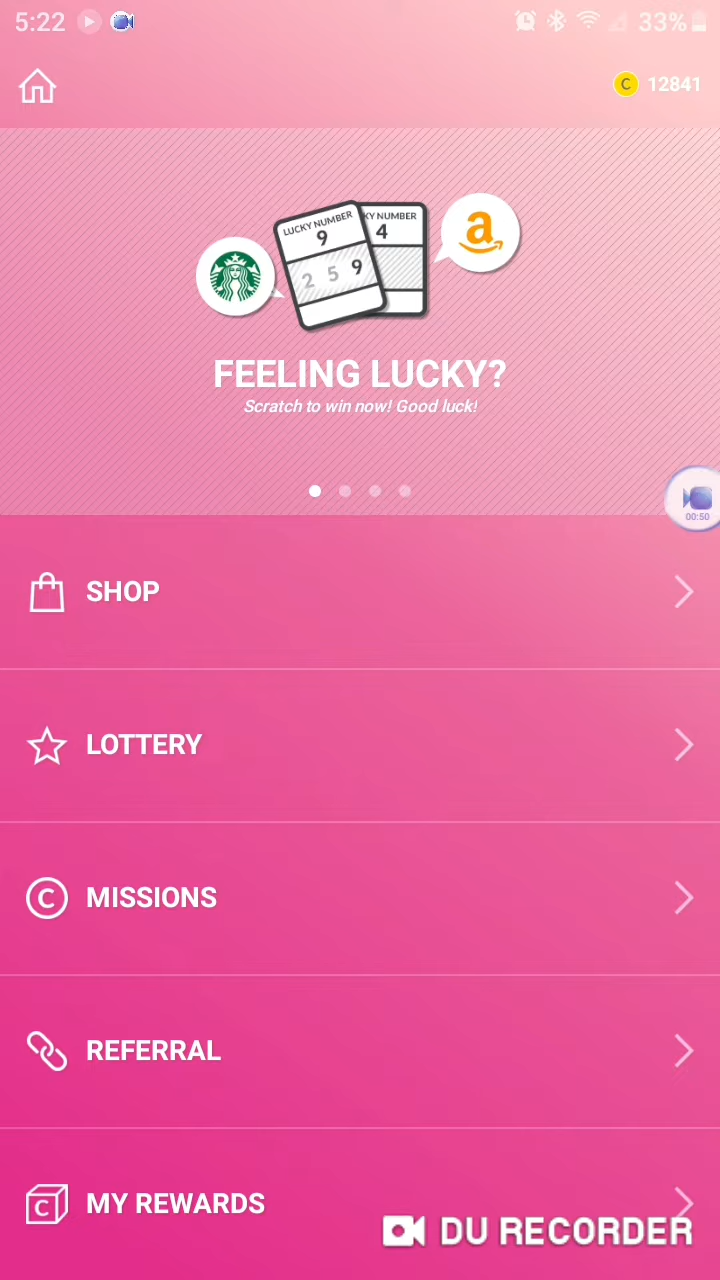 5:22
33%
C 12841
LUCKY NUMBER
9
2 5 9
KY NUMBER
4
a
FEELING LUCKY?
Scratch to win now! Good luck!
00:50
SHOP
LOTTERY
C MISSIONS
REFERRAL
C MY REWARDS
DU RECORDER